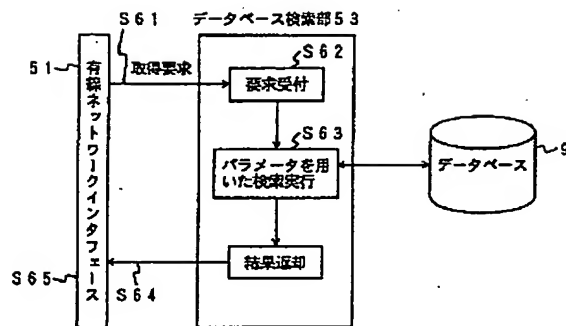 S61
データベース検索部53
S62
51
取得要求
要求受付
有線ネットワークインタフェース
S63
パラメータを用
いた検索実行
データベース
9
結果返却
S65
S64